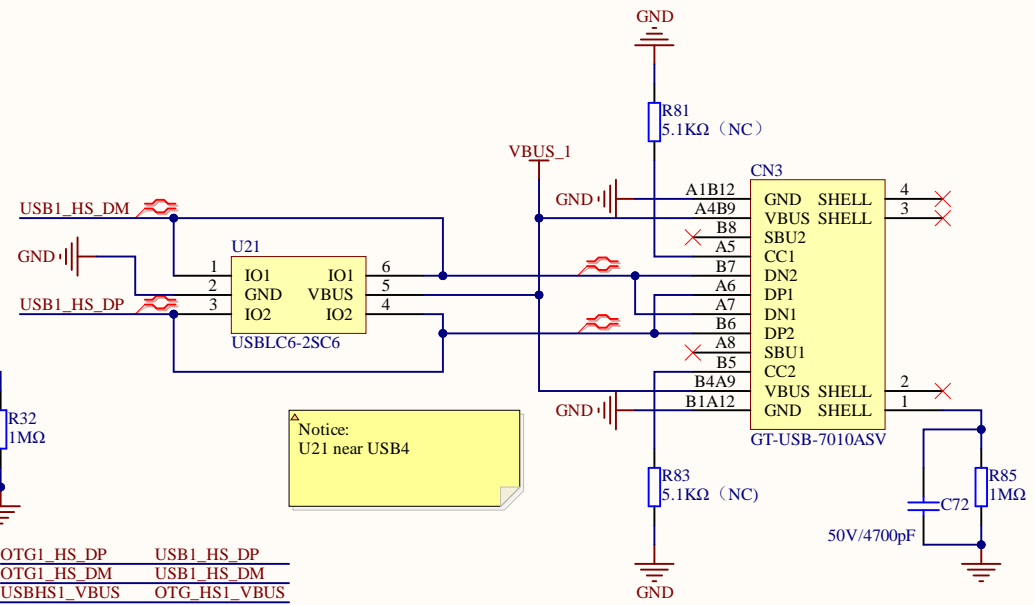 GND
R81
5.1KΩ（NC）
VBUS_1
CN3
GND
A1B12
GND SHELL
4
A4B9
VBUS SHELL
3
USB1_HS_DM
B8
SBU2
GND
U21
A5
CC1
1
IO1
IO1
6
B7
DN2
2
GND
VBUS
5
A6
DP1
USB1_HS_DP
3
IO2
IO2
4
A7
DN1
USBLC6-2SC6
B6
DP2
A8
SBU1
B5
CC2
B4A9
VBUS SHELL
2
GND
B1A12
GND SHELL
1
GT-USB-7010ASV
R32
1MΩ
Notice:
U21 near USB4
R83
5.1KΩ（NC）
R85
1MΩ
C72
50V/4700pF
OTG1_HS_DP USB1_HS_DP
OTG1_HS_DM USB1_HS_DM
USBHS1_VBUS OTG_HS1_VBUS
GND